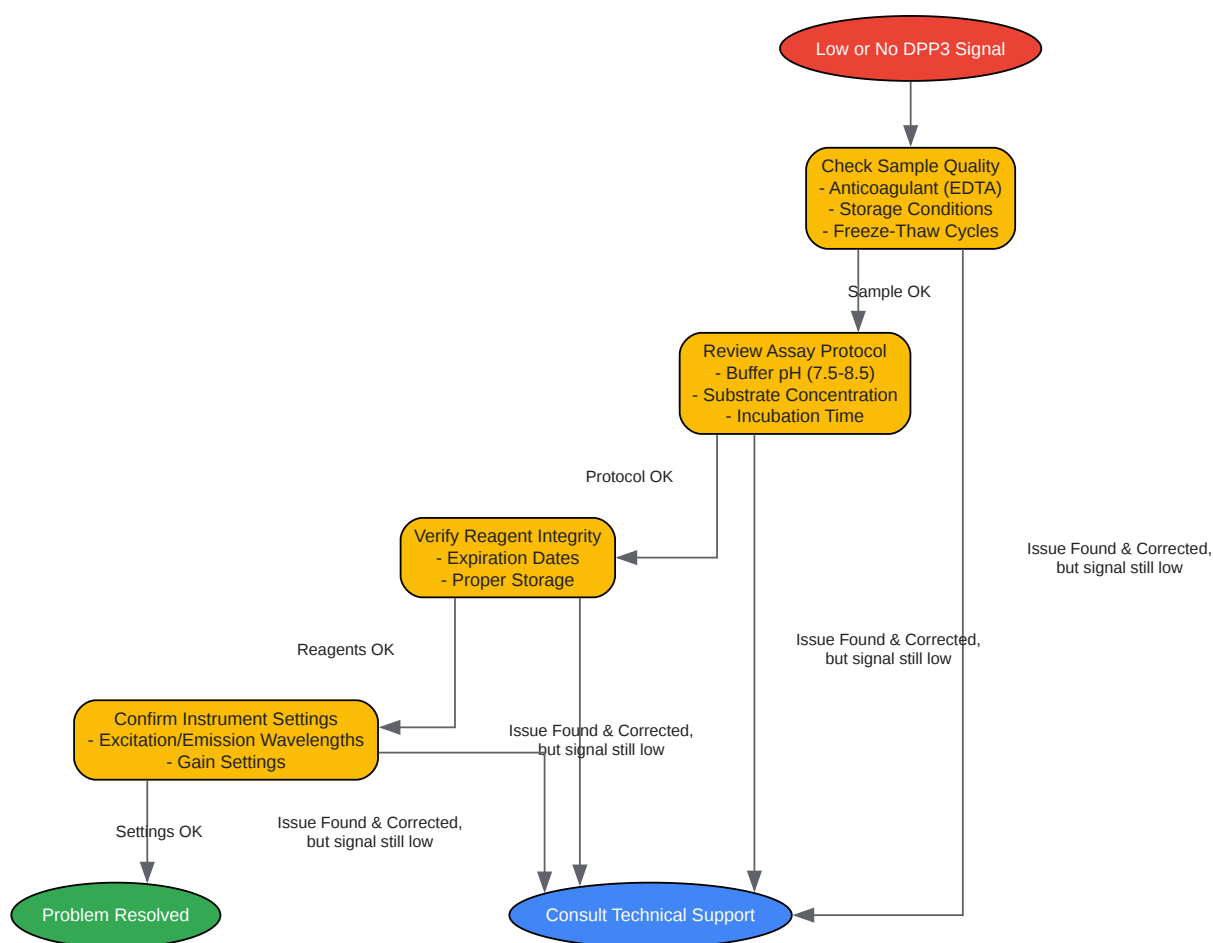 Low or No DPP3 Signal
Check Sample Quality
- Anticoagulant (EDTA)
- Storage Conditions
- Freeze-Thaw Cycles
Sample OK
Review Assay Protocol
- Buffer pH (7.5-8.5)
- Substrate Concentration
- Incubation Time
Protocol OK
Verify Reagent Integrity
- Expiration Dates
- Proper Storage
Issue Found & Corrected,
but signal still low
Reagents OK
Issue Found & Corrected,
but signal still low
Confirm Instrument Settings
- Excitation/Emission Wavelengths
- Gain Settings
Issue Found & Corrected,
but signal still low
Settings OK
Issue Found & Corrected,
but signal still low
Problem Resolved
Consult Technical Support